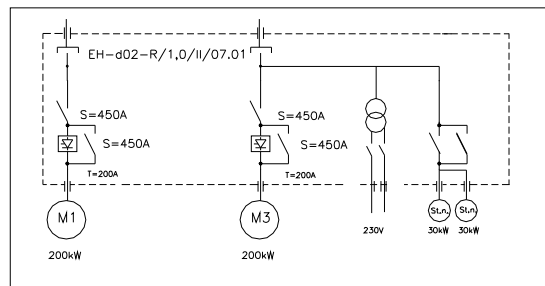 EH-d02-R/1,0/II/07.01
S=450A
S=450A
T=200A
M1
200kW
S=450A
S=450A
T=200A
M3
200kW
230V
St.n.
30kW
St.n.
30kW